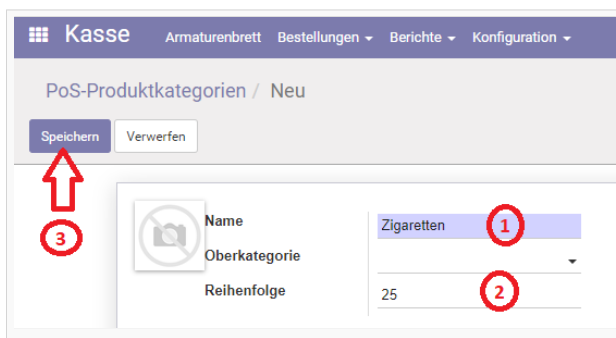 Kasse Armaturenbrett Bestellungen Berichte Konfiguration
PoS-Produktkategorien / Neu
Speichern Verwerfen
Name Zigaretten 1
3
Oberkategorie
Reihenfolge 25 2